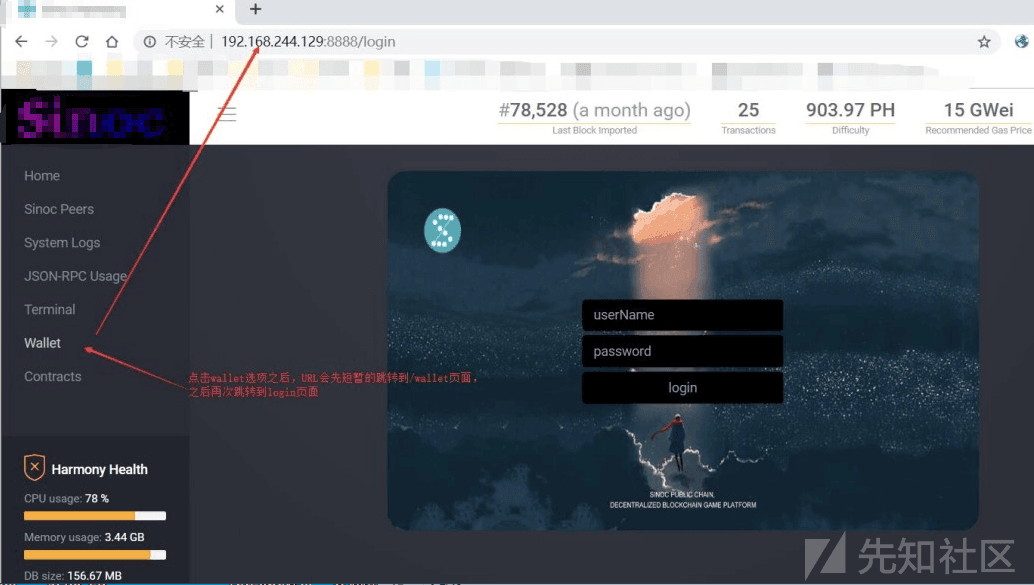 不安全 | 192.168.244.129:8888/login
Sinoc
#78,528 (a month ago)
Last Block Imported
25
Transactions
903.97 PH
Difficulty
15 GWei
Recommended Gas Price
Home
Sinoc Peers
System Logs
JSON-RPC Usage
Terminal
Wallet
Contracts
点击wallet选项之后，URL会先短暂的跳转到/wallet页面，
之后再次跳转到login页面
userName
password
login
SINOC PUBLIC CHAIN,
DECENTRALIZED BLOCKCHAIN GAME PLATFORM
Harmony Health
CPU usage: 78 %
Memory usage: 3.44 GB
DB size: 156.67 MB
先知社区